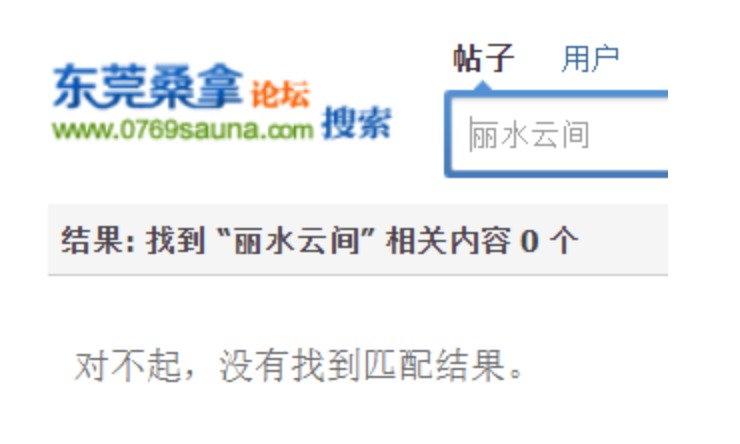 帖子 用户
东莞桑拿论坛
www.0769sauna.com 搜索
丽水云间
结果: 找到 “丽水云间” 相关内容 0 个
对不起，没有找到匹配结果。